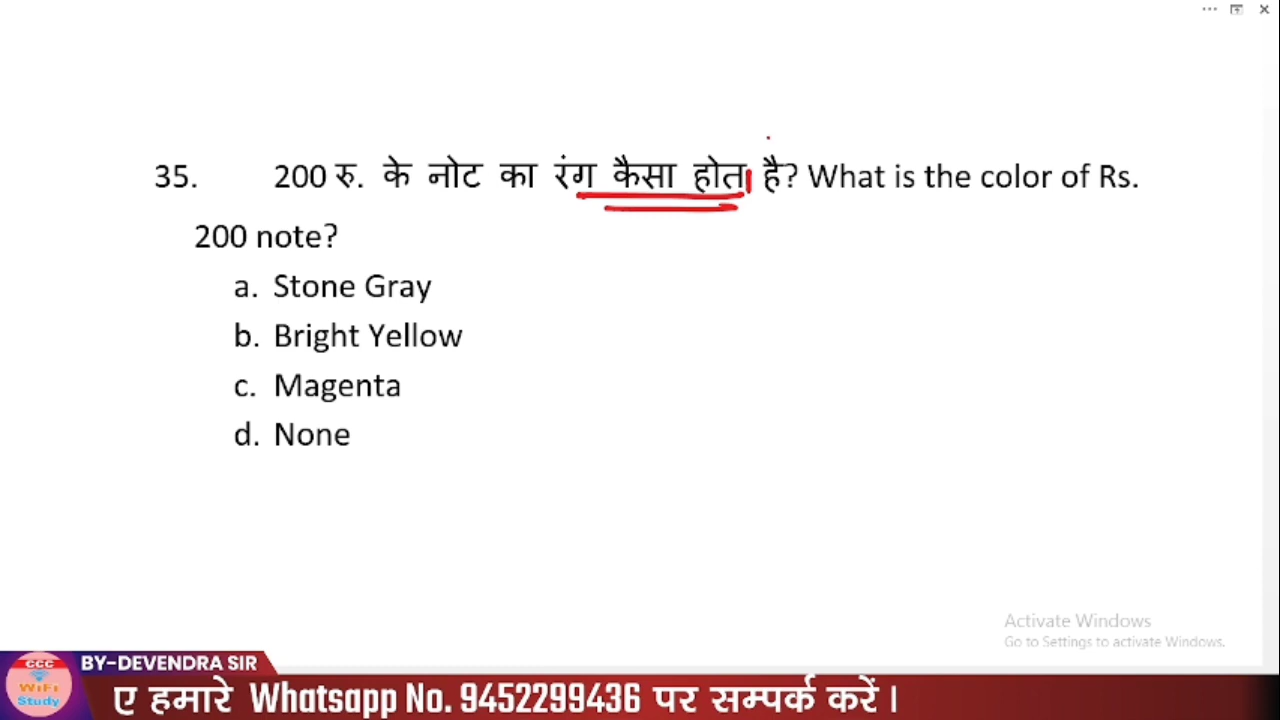 35. 200 रु. के नोट का रंग कैसा होता है? What is the color of Rs.
200 note?
a. Stone Gray
b. Bright Yellow
c. Magenta
d. None
Activate Windows
Go to Settings to activate Windows.
CCC
WiFi
Study
BY-DEVENDRA SIR
ए हमारे Whatsapp No. 9452299436 पर सम्पर्क करें ।